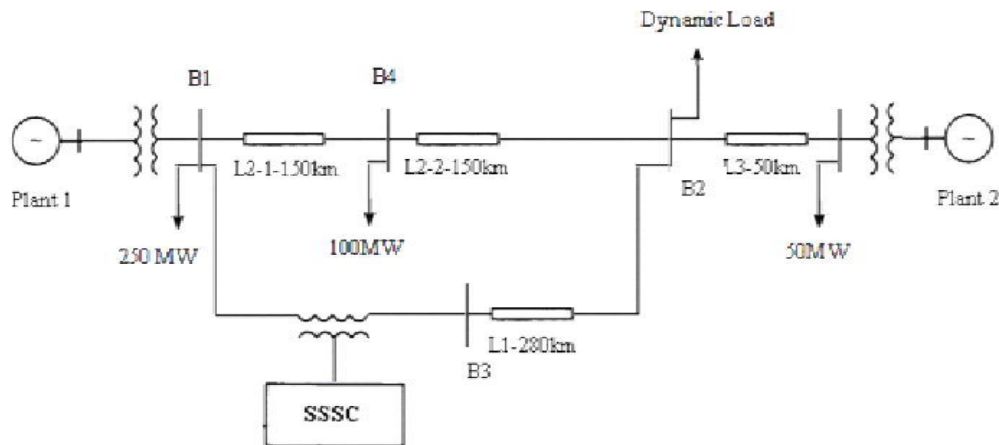 Dynamic Load
B1
B4
~
~
L2-1-150km
L2-2-150km
L3-50km
B2
Plant 1
Plant 2
250 MW
100MW
50MW
L1-280km
B3
SSSC